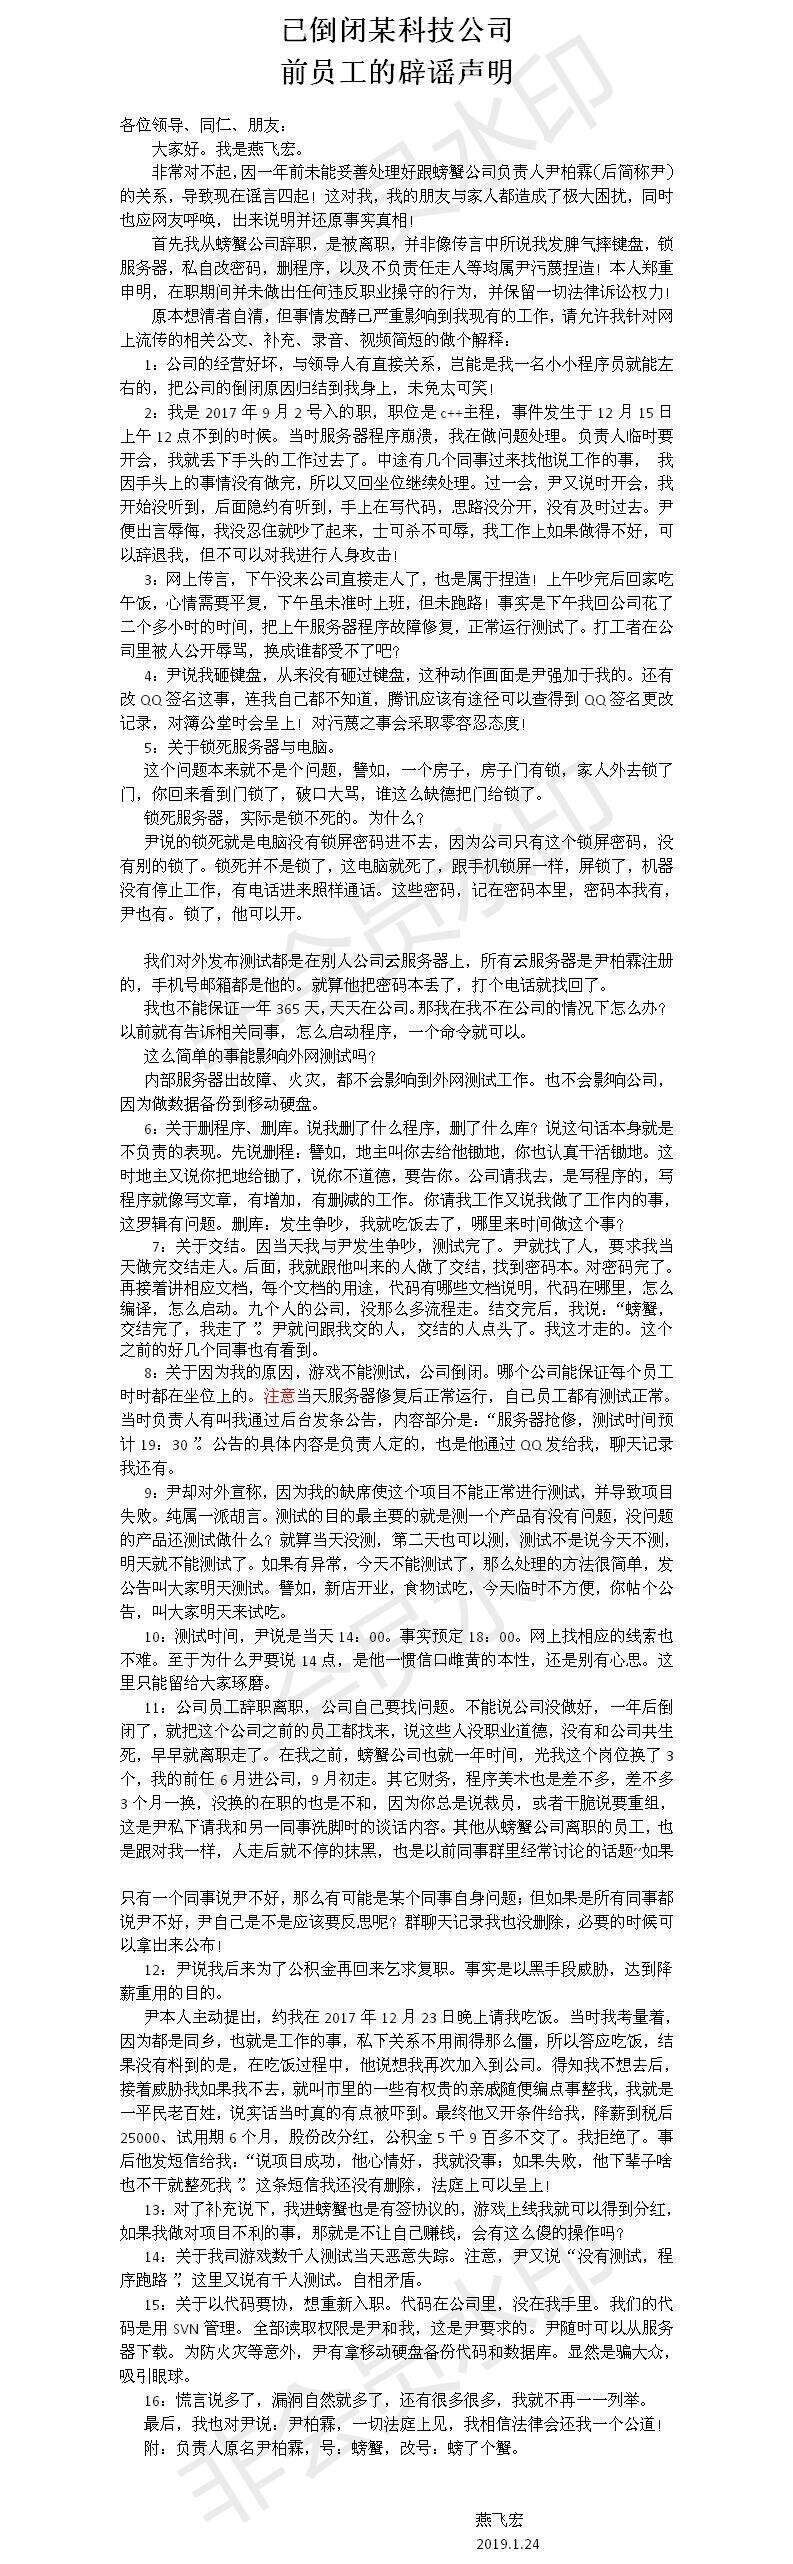 已倒闭某科技公司
前员工的辟谣声明
各位领导、同仁、朋友：
大家好。我是燕飞宏。
非常对不起，因一年前未能妥善处理好跟螃蟹公司负责人尹柏霖（后简称尹）
的关系，导致现在谣言四起！这对我，我的朋友与家人都造成了极大困扰，同时
也应网友呼唤，出来说明并还原事实真相！
首先我从螃蟹公司辞职，是被离职，并非像传言中所说我发脾气摔键盘，锁
服务器，私自改密码，删程序，以及不负责任走人等均属尹污蔑捏造！本人郑重
申明，在职期间并未做出任何违反职业操守的行为，并保留一切法律诉讼权力！
原本想清者自清，但事情发酵已严重影响到我现有的工作，请允许我针对网
上流传的相关公文、补充、录音、视频简短的做个解释：
1：公司的经营好坏，与领导人有直接关系，岂能是我一名小小程序员就能左
右的，把公司的倒闭原因归结到我身上，未免太可笑！
2：我是 2017 年 9 月 2 号入的职，职位是 c++主程，事件发生于 12 月 15 日
上午 12 点不到的时候。当时服务器程序崩溃，我在做问题处理。负责人临时要
开会，我就丢下手头的工作过去了。中途有几个同事过来找他说工作的事， 我
因手头上的事情没有做完，所以又回坐位继续处理。过一会，尹又说时开会，我
开始没听到，后面隐约有听到，手上在写代码，思路没分开，没有及时过去。尹
便出言辱侮，我没忍住就吵了起来，士可杀不可辱，我工作上如果做得不好，可
以辞退我，但不可以对我进行人身攻击！
3：网上传言，下午没来公司直接走人了，也是属于捏造！上午吵完后回家吃
午饭，心情需要平复，下午虽未准时上班，但未跑路！事实是下午我回公司花了
二个多小时的时间，把上午服务器程序故障修复，正常运行测试了。打工者在公
司里被人公开辱骂，换成谁都受不了吧？
4：尹说我砸键盘，从来没有砸过键盘，这种动作画面是尹强加于我的。还有
改 QQ 签名这事，连我自己都不知道，腾讯应该有途径可以查得到 QQ 签名更改
记录，对簿公堂时会呈上！对污蔑之事会采取零容忍态度！
5：关于锁死服务器与电脑。
这个问题本来就不是个问题，譬如，一个房子，房子门有锁，家人外去锁了
门，你回来看到门锁了，破口大骂，谁这么缺德把门给锁了。
锁死服务器，实际是锁不死的。为什么？
尹说的锁死就是电脑没有锁屏密码进不去，因为公司只有这个锁屏密码，没
有别的锁了。锁死并不是锁了，这电脑就死了，跟手机锁屏一样，屏锁了，机器
没有停止工作，有电话进来照样通话。这些密码，记在密码本里，密码本我有，
尹也有。锁了，他可以开。
我们对外发布测试都是在别人公司云服务器上，所有云服务器是尹柏霖注册
的，手机号邮箱都是他的。就算他把密码本丢了，打个电话就找回了。
我也不能保证一年 365 天，天天在公司。那我在我不在公司的情况下怎么办？
以前就有告诉相关同事，怎么启动程序，一个命令就可以。
这么简单的事能影响外网测试吗？
内部服务器出故障、火灾，都不会影响到外网测试工作。也不会影响公司，
因为做数据备份到移动硬盘。
6：关于删程序、删库。说我删了什么程序，删了什么库？说这句话本身就是
不负责的表现。先说删程：譬如，地主叫你去给他锄地，你也认真干活锄地。这
时地主又说你把地给锄了，说你不道德，要告你。公司请我去，是写程序的，写
程序就像写文章，有增加，有删减的工作。你请我工作又说我做了工作内的事，
这罗辑有问题。删库：发生争吵，我就吃饭去了，哪里来时间做这个事？
7：关于交结。因当天我与尹发生争吵，测试完了。尹就找了人，要求我当
天做完交结走人。后面，我就跟他叫来的人做了交结，找到密码本。对密码完了。
再接着讲相应文档，每个文档的用途，代码有哪些文档说明，代码在哪里，怎么
编译，怎么启动。九个人的公司，没那么多流程走。结交完后，我说：“螃蟹，
交结完了，我走了”。尹就问跟我交的人，交结的人点头了。我这才走的。这个
之前的好几个同事也有看到。
8：关于因为我的原因，游戏不能测试，公司倒闭。哪个公司能保证每个员工
时时都在坐位上的。注意当天服务器修复后正常运行，自己员工都有测试正常。
当时负责人有叫我通过后台发条公告，内容部分是：“服务器抢修，测试时间预
计 19：30”。公告的具体内容是负责人定的，也是他通过 QQ 发给我，聊天记录
我还有。
9：尹却对外宣称，因为我的缺席使这个项目不能正常进行测试，并导致项目
失败。纯属一派胡言。测试的目的最主要的就是测一个产品有没有问题，没问题
的产品还测试做什么？就算当天没测，第二天也可以测，测试不是说今天不测，
明天就不能测试了。如果有异常，今天不能测试了，那么处理的方法很简单，发
公告叫大家明天测试。譬如，新店开业，食物试吃，今天临时不方便，你帖个公
告，叫大家明天来试吃。
10：测试时间，尹说是当天 14：00。事实预定 18：00。网上找相应的线索也
不难。至于为什么尹要说 14 点，是他一惯信口雌黄的本性，还是别有心思。这
里只能留给大家琢磨。
11：公司员工辞职离职，公司自己要找问题。不能说公司没做好，一年后倒
闭了，就把这个公司之前的员工都找来，说这些人没职业道德，没有和公司共生
死，早早就离职走了。在我之前，螃蟹公司也就一年时间，光我这个岗位换了 3
个，我的前任 6 月进公司，9 月初走。其它财务，程序美术也是差不多，差不多
3 个月一换，没换的在职的也是不和，因为你总是说裁员，或者干脆说要重组，
这是尹私下请我和另一同事洗脚时的谈话内容。其他从螃蟹公司离职的员工，也
是跟对我一样，人走后就不停的抹黑，也是以前同事群里经常讨论的话题~如果
只有一个同事说尹不好，那么有可能是某个同事自身问题；但如果是所有同事都
说尹不好，尹自己是不是应该要反思呢？群聊天记录我也没删除，必要的时候可
以拿出来公布！
12：尹说我后来为了公积金再回来乞求复职。事实是以黑手段威胁，达到降
薪重用的目的。
尹本人主动提出，约我在 2017 年 12 月 23 日晚上请我吃饭。当时我考量着，
因为都是同乡，也就是工作的事，私下关系不用闹得那么僵，所以答应吃饭，结
果没有料到的是，在吃饭过程中，他说想我再次加入到公司。得知我不想去后，
接着威胁我如果我不去，就叫市里的一些有权贵的亲戚随便编点事整我，我就是
一平民老百姓，说实话当时真的有点被吓到。最终他又开条件给我，降薪到税后
25000、试用期 6 个月，股份改分红，公积金 5 千 9 百多不交了。我拒绝了。事
后他发短信给我：“说项目成功，他心情好，我就没事；如果失败，他下辈子啥
也不干就整死我”。这条短信我还没有删除，法庭上可以呈上！
13：对了补充说下，我进螃蟹也是有签协议的，游戏上线我就可以得到分红，
如果我做对项目不利的事，那就是不让自己赚钱，会有这么傻的操作吗？
14：关于我司游戏数千人测试当天恶意失踪。注意，尹又说“没有测试，程
序跑路”，这里又说有千人测试。自相矛盾。
15：关于以代码要协，想重新入职。代码在公司里，没在我手里。我们的代
码是用 SVN 管理。全部读取权限是尹和我，这是尹要求的。尹随时可以从服务
器下载。为防火灾等意外，尹有拿移动硬盘备份代码和数据库。显然是骗大众，
吸引眼球。
16：慌言说多了，漏洞自然就多了，还有很多很多，我就不再一一列举。
最后，我也对尹说：尹柏霖，一切法庭上见，我相信法律会还我一个公道！
附：负责人原名尹柏霖，号：螃蟹，改号：螃了个蟹。
燕飞宏
2019.1.24
非会员水印
非会员水印
非会员水印
非会员水印